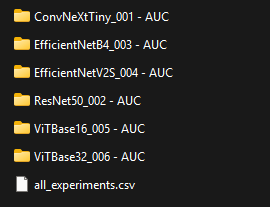 ConvNeXtTiny_001 - AUC
EfficientNetB4_003 - AUC
EfficientNetV2S_004 - AUC
ResNet50_002 - AUC
ViTBase16_005 - AUC
ViTBase32_006 - AUC
all_experiments.csv